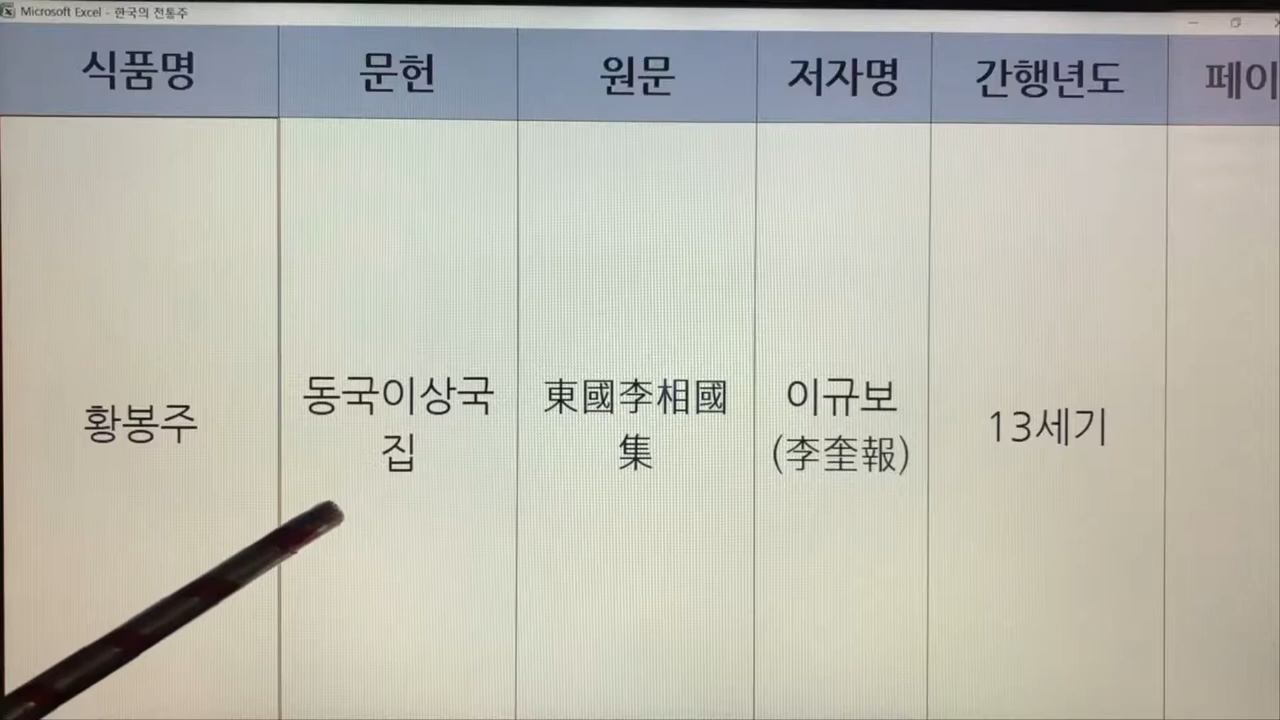 Microsoft Excel - 한국의 전통주
식품명 문헌 원문 저자명 간행년도 페이
황봉주 동국이상국집 東國李相國集 이규보(李奎報) 13세기